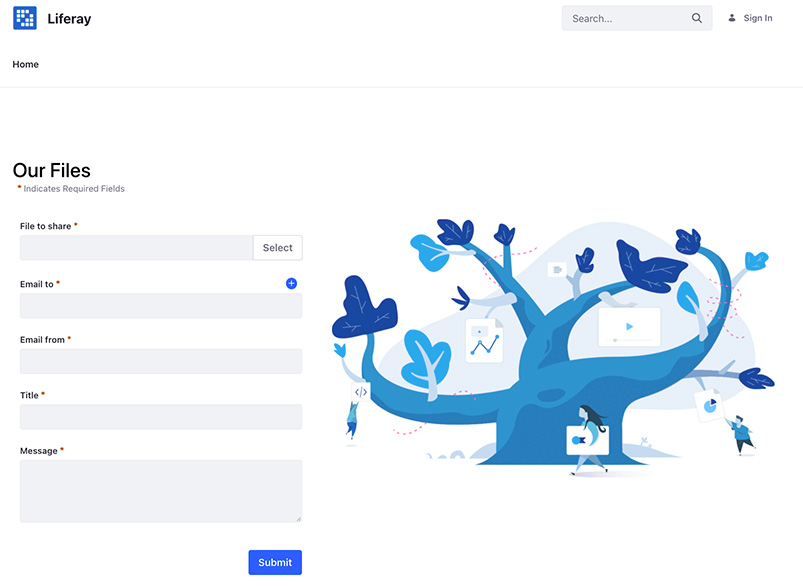 Liferay
Search...
Sign In
Home
Our Files
* Indicates Required Fields
File to share *
Select
Email to *
Email from *
Title *
Message *
Submit
</>